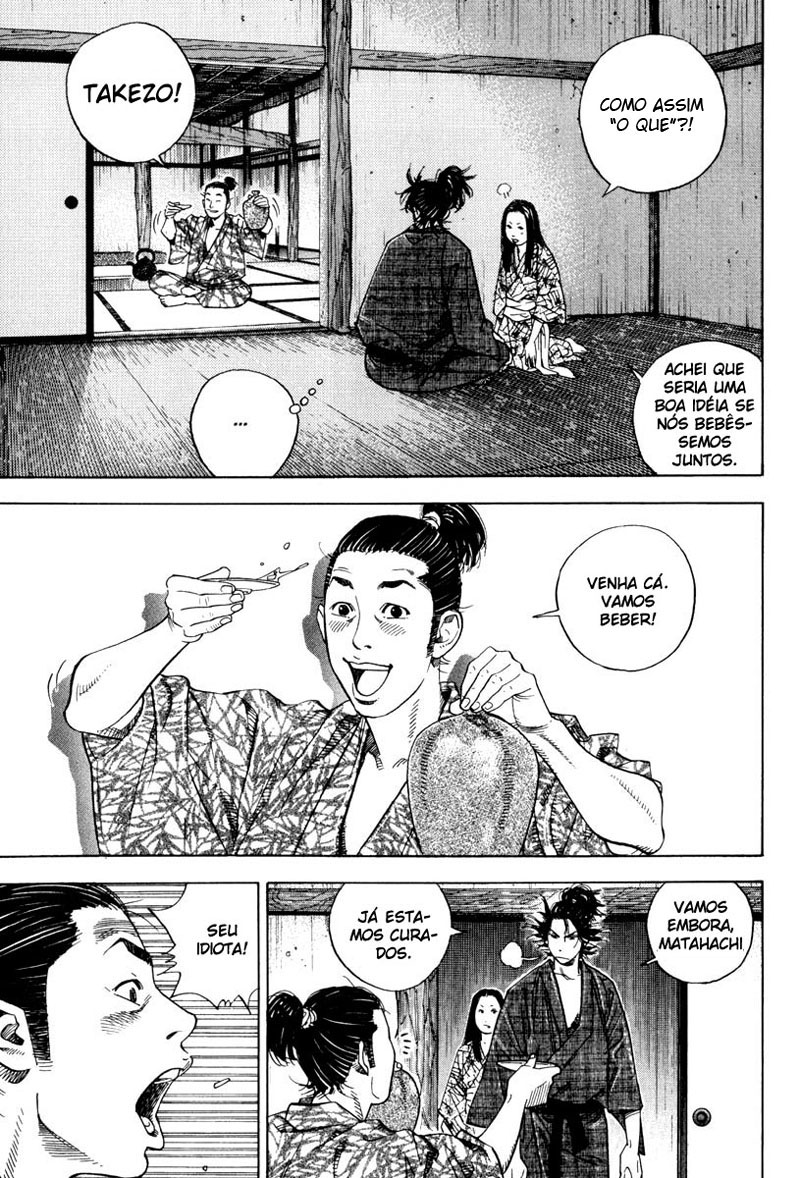 COMO ASSIM
"O QUE"?!
ACHEI QUE
SERIA UMA
BOA IDÉIA SE
NÓS BEBÊS-
SEMOS
JUNTOS.
TAKEZO!
...
VENHA CÁ.
VAMOS
BEBER!
VAMOS
EMBORA,
MATAHACHI
JÁ ESTA-
MOS CURA-
DOS.
SEU
IDIOTA!